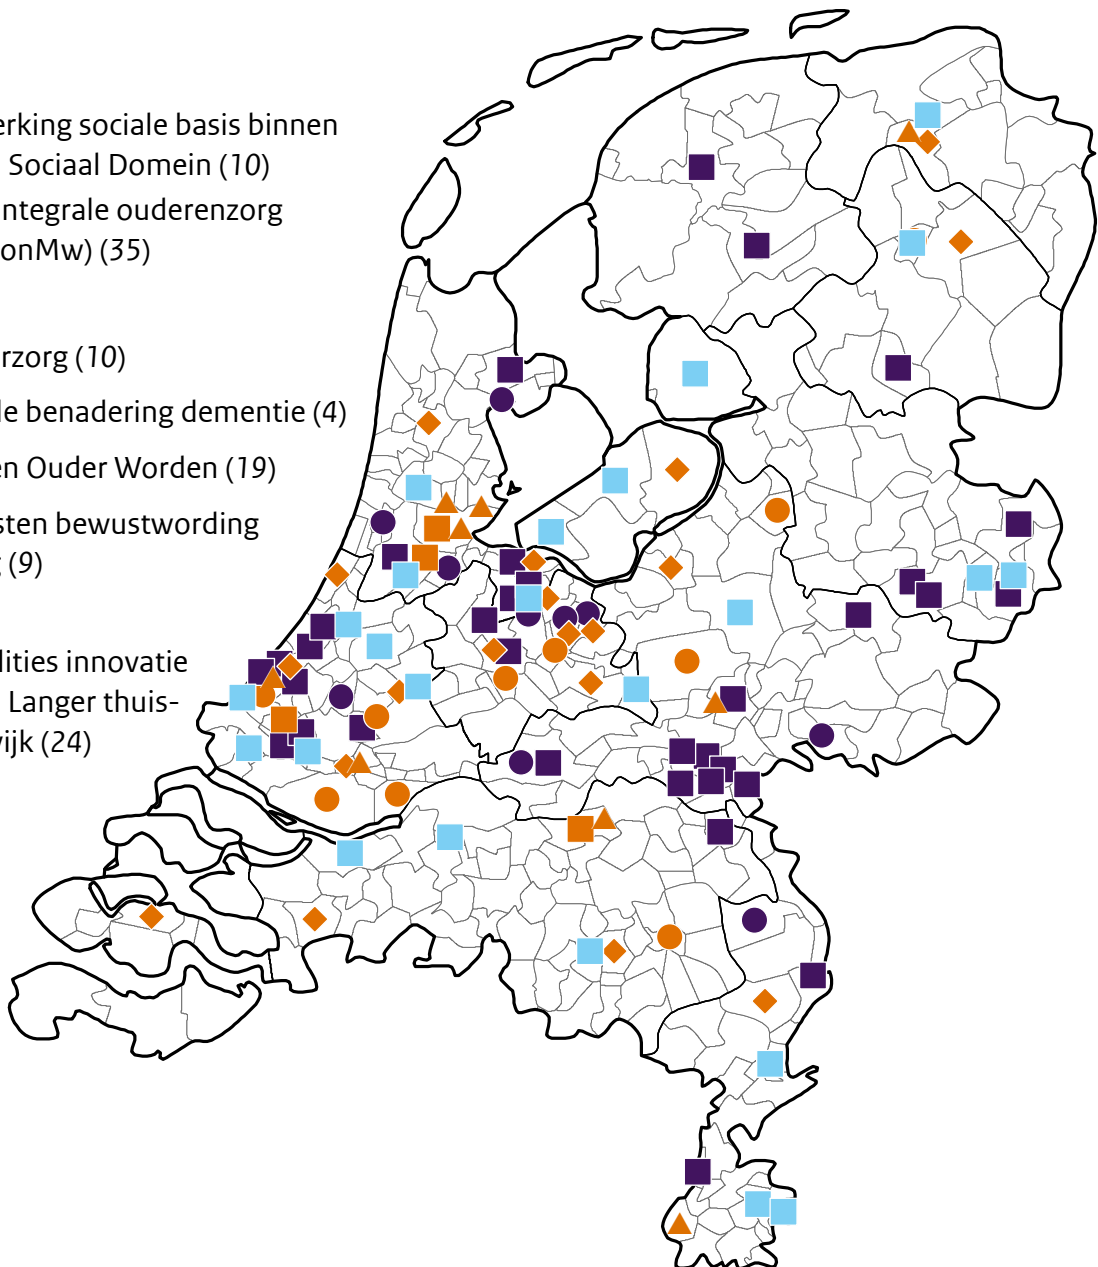 erking sociale basis binnen
Sociaal Domein (10)
ntegrale ouderenzorg
onMw) (35)
rzorg (10)
le benadering dementie (4)
en Ouder Worden (19)
sten bewustwording
(9)
lities innovatie
Langer thuis-
vijk (24)